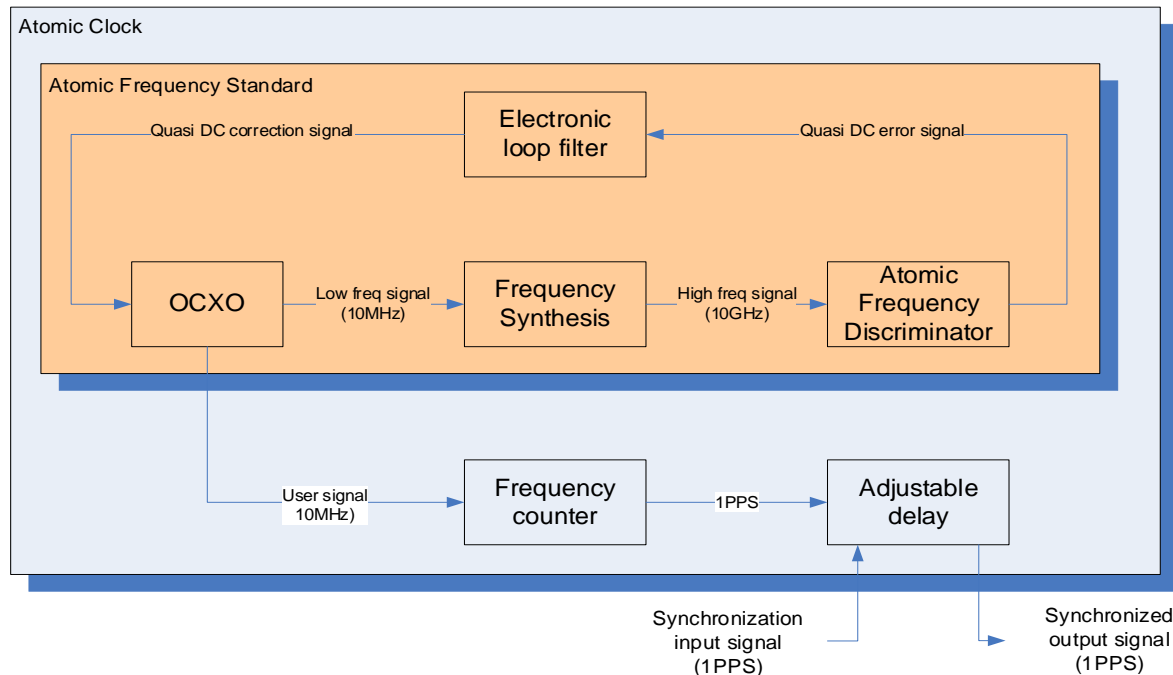 Atomic Clock
Atomic Frequency Standard
Quasi DC correction signal
Electronic
loop filter
Quasi DC error signal
OCXO
Low freq signal
(10MHz)
Frequency
Synthesis
High freq signal
(10GHz)
Atomic
Frequency
Discriminator
User signal
10MHz)
Frequency
counter
1PPS
Adjustable
delay
Synchronization
input signal
(1PPS)
Synchronized
output signal
(1PPS)